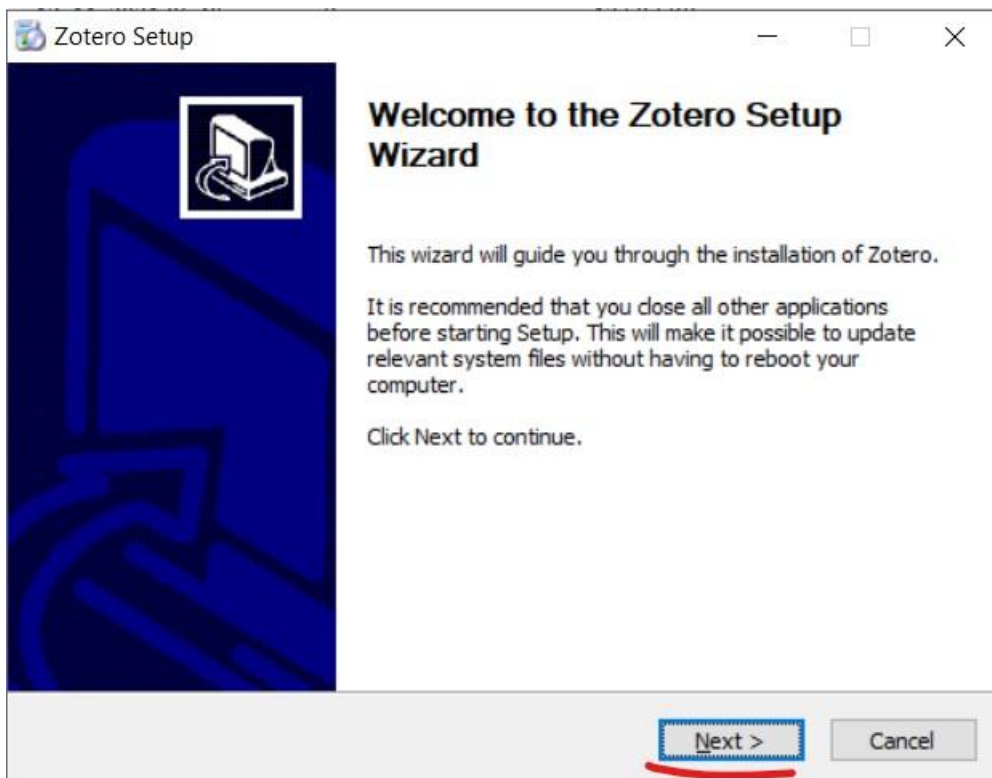 Zotero Setup
Welcome to the Zotero Setup
Wizard
This wizard will guide you through the installation of Zotero.
It is recommended that you close all other applications
before starting Setup. This will make it possible to update
relevant system files without having to reboot your
computer.
Click Next to continue.
Next >
Cancel